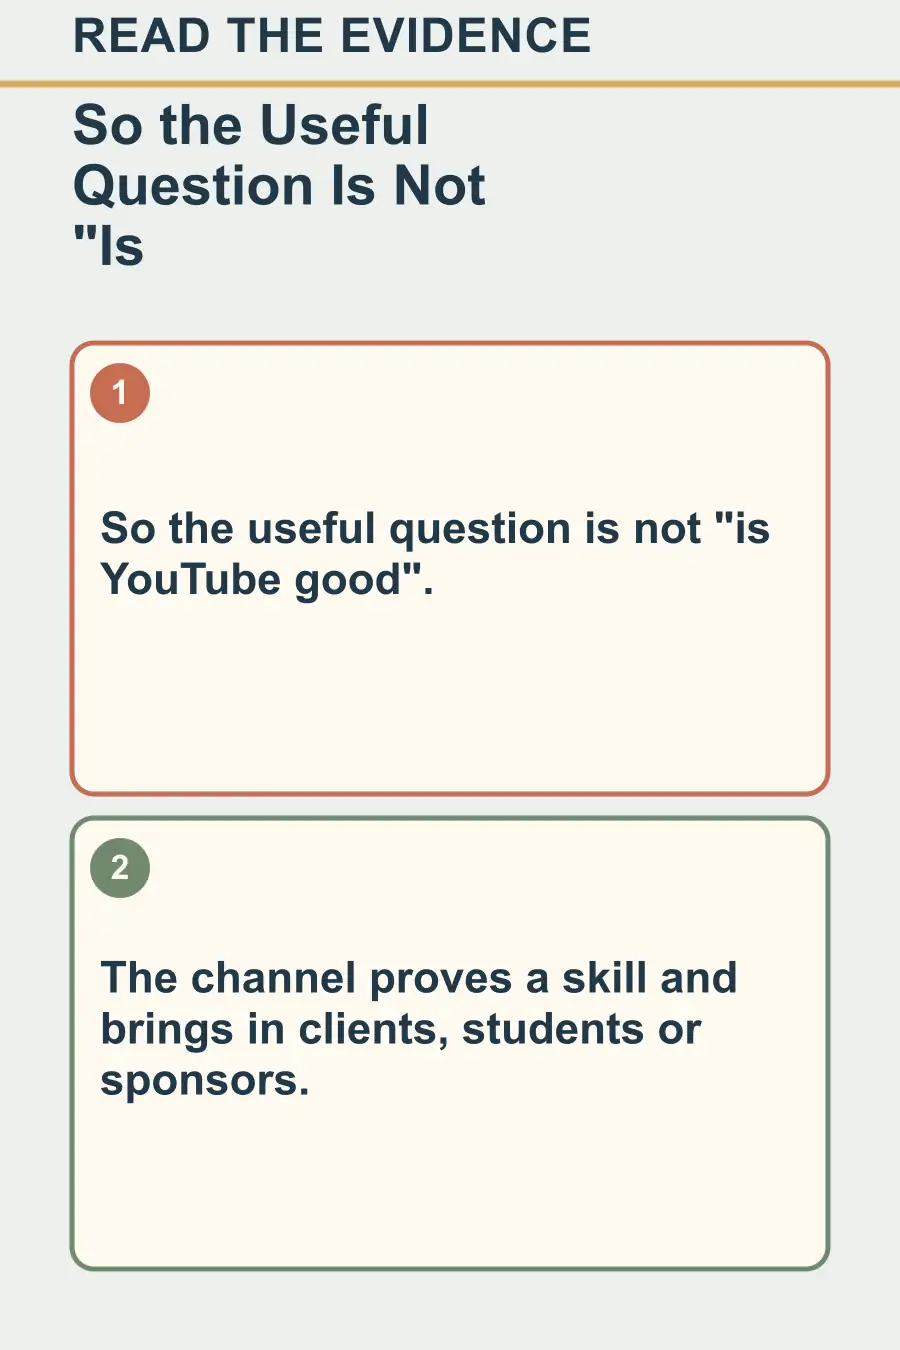 READ THE EVIDENCE
So the Useful
Question Is Not
"Is
1
So the useful question is not "is
YouTube good".
2
The channel proves a skill and
brings in clients, students or
sponsors.